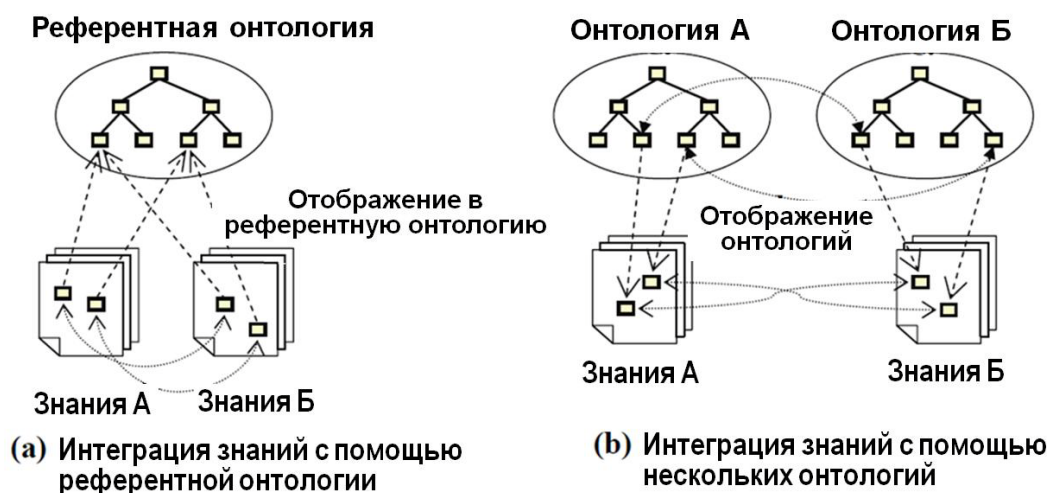 Референтная онтология
Отображение в
референтную онтологию
Знания А
Знания Б
(a) Интеграция знаний с помощью
референтной онтологии
Онтология А
Онтология Б
Отображение
онтологий
Знания А
Знания Б
(b) Интеграция знаний с помощью
нескольких онтологий